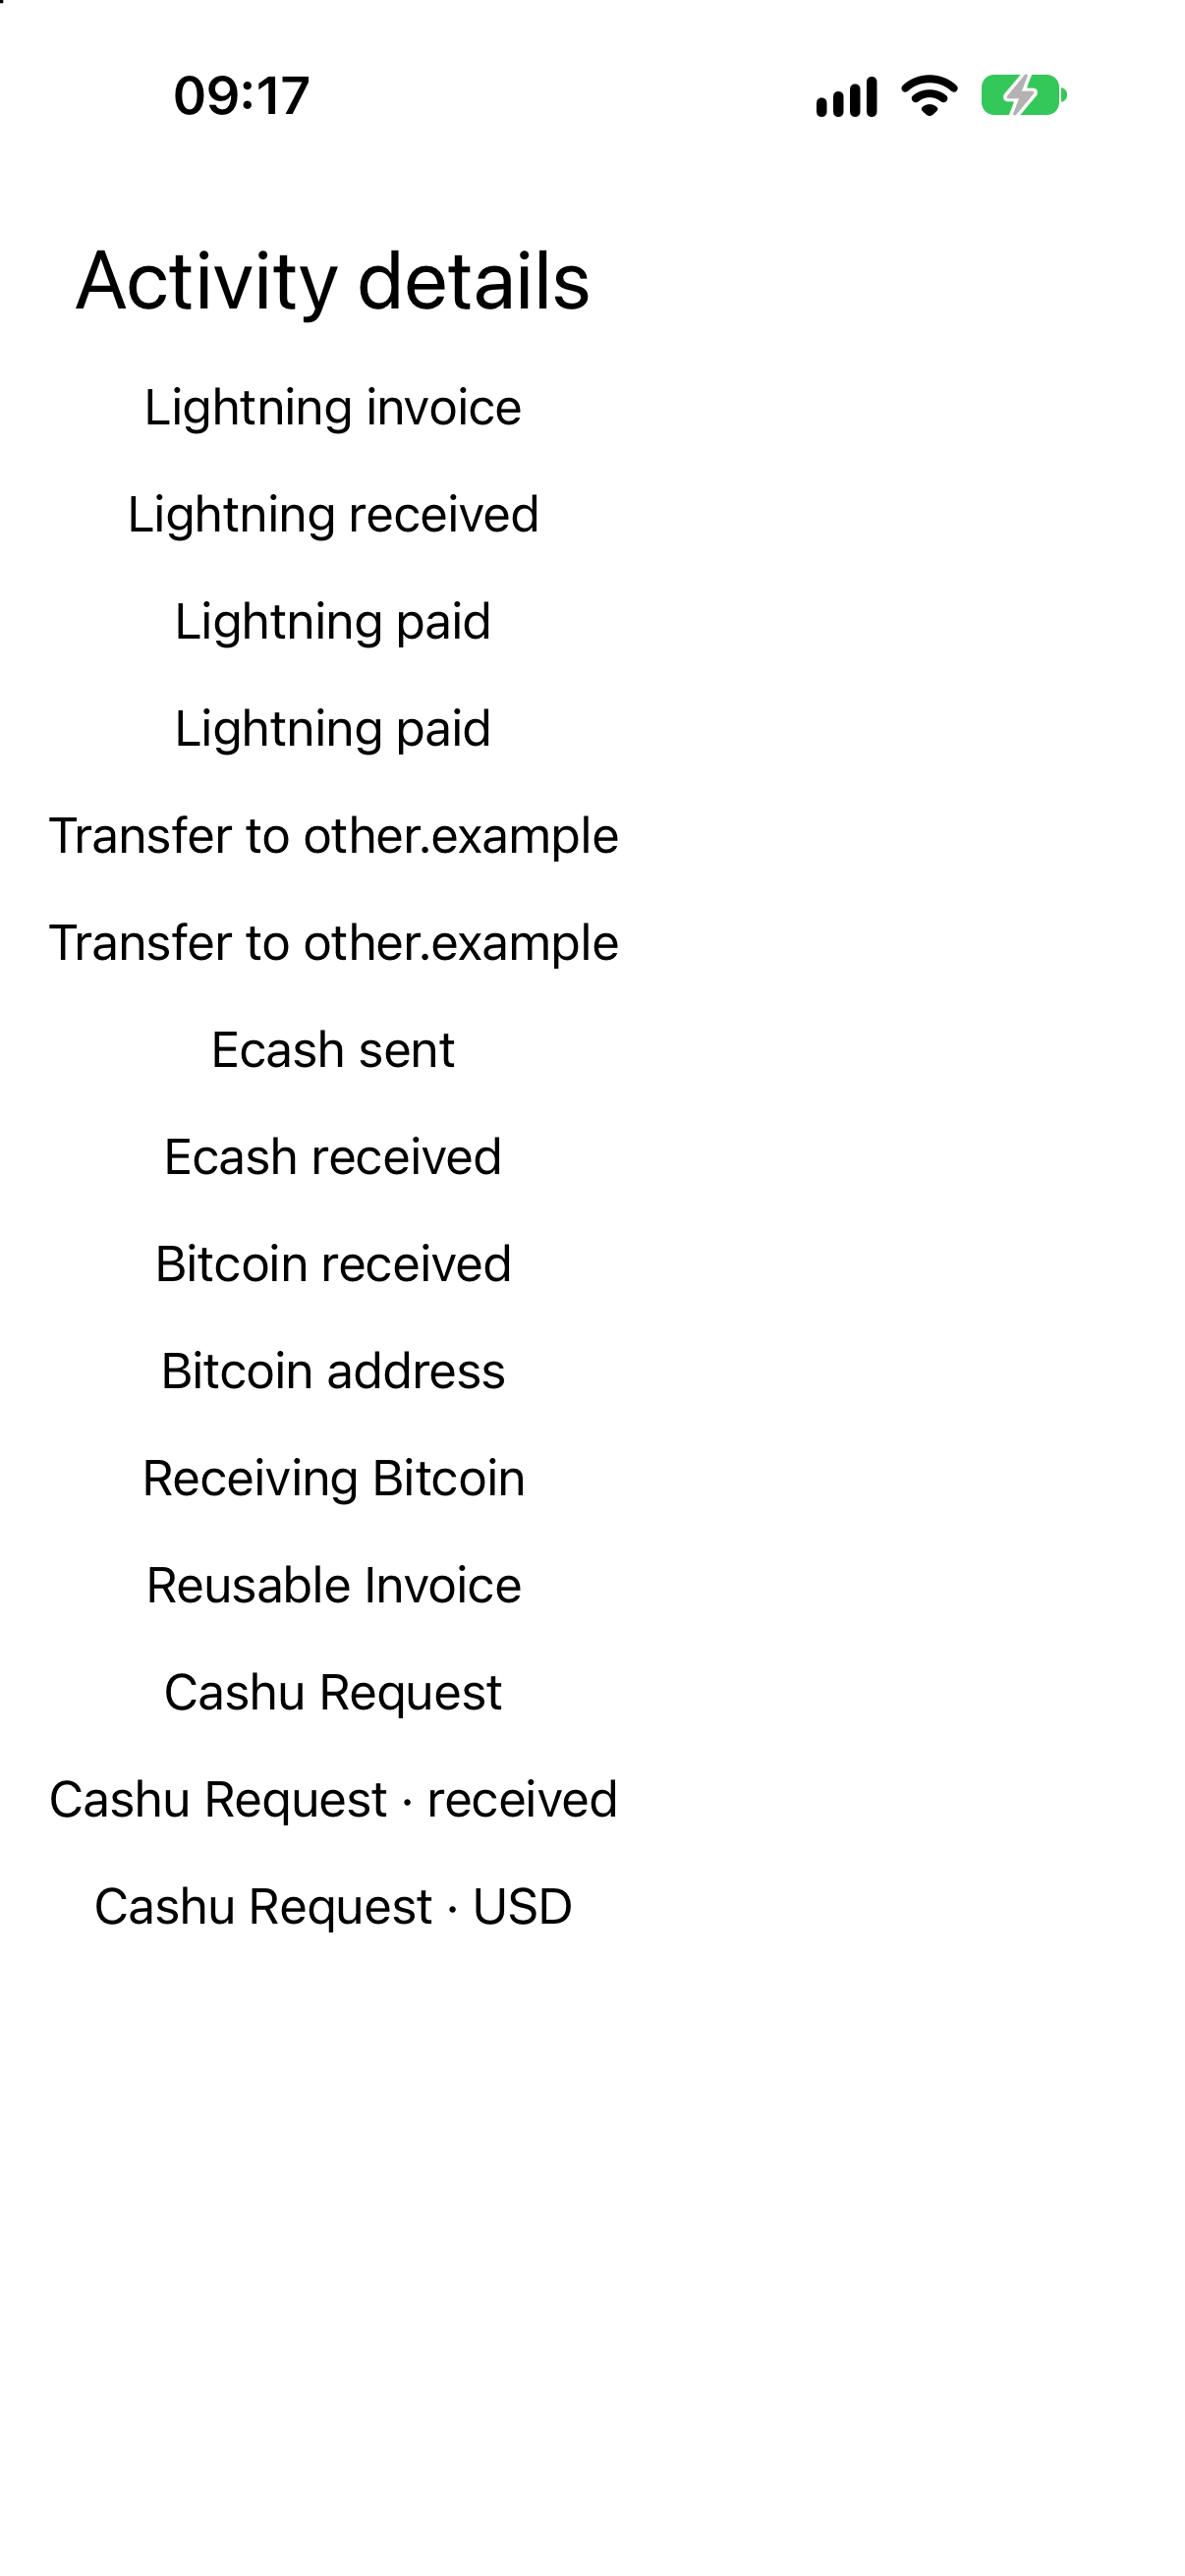 09:17
Activity details
Lightning invoice
Lightning received
Lightning paid
Lightning paid
Transfer to other.example
Transfer to other.example
Ecash sent
Ecash received
Bitcoin received
Bitcoin address
Receiving Bitcoin
Reusable Invoice
Cashu Request
Cashu Request · received
Cashu Request · USD